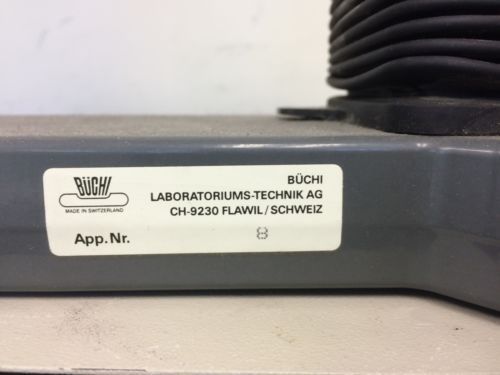 BÜCHI
MADE IN SWITZERLAND
BÜCHI
LABORATORIUMS-TECHNIK AG
CH-9230 FLAWIL/SCHWEIZ
App.Nr. 8